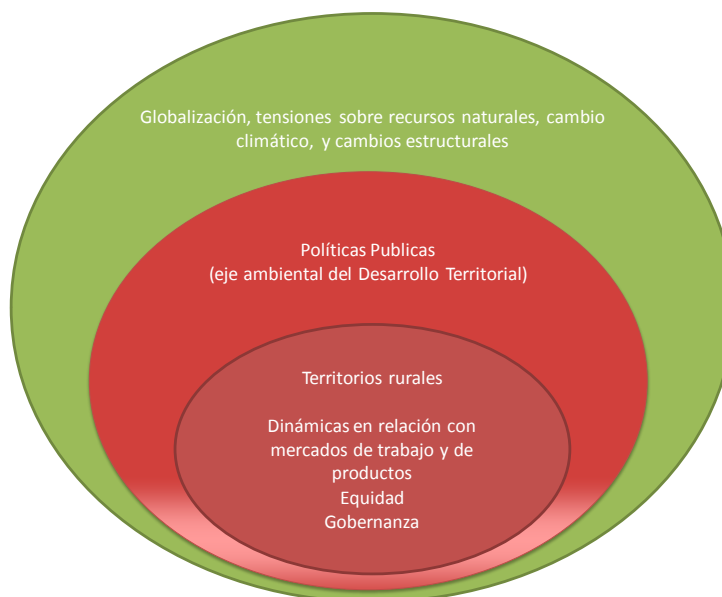 Globalización, tensiones sobre recursos naturales, cambio
climático, y cambios estructurales
Políticas Publicas
(eje ambiental del Desarrollo Territorial)
Territorios rurales
Dinámicas en relación con
mercados de trabajo y de
productos
Equidad
Gobernanza